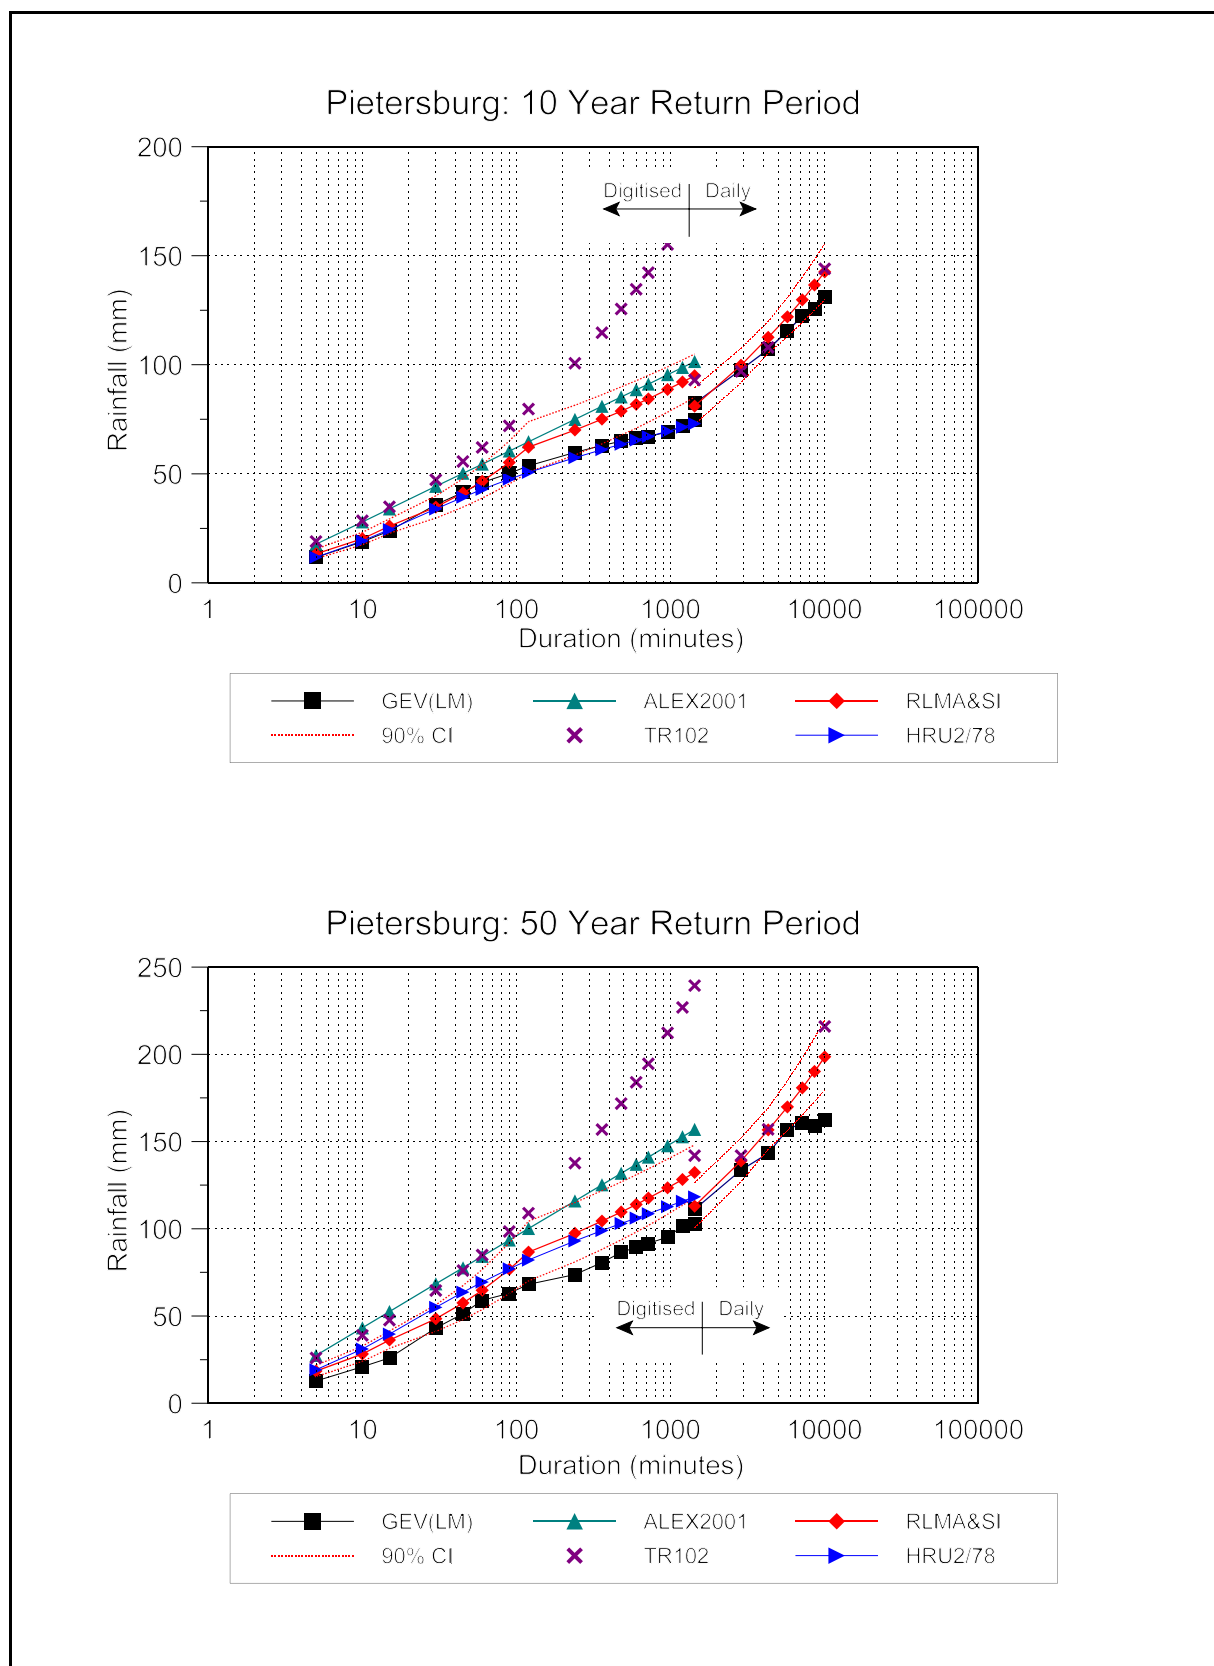 Pietersburg: 10 Year Return Period
200
150
100
50
0
Rainfall (mm)
Digitised Daily
1 10 100 1000 10000 100000
Duration (minutes)
GEV(LM) ALEX2001 RLMA&SI
90% CI TR102 HRU2/78
Pietersburg: 50 Year Return Period
250
200
150
100
50
0
Rainfall (mm)
Digitised Daily
1 10 100 1000 10000 100000
Duration (minutes)
GEV(LM) ALEX2001 RLMA&SI
90% CI TR102 HRU2/78